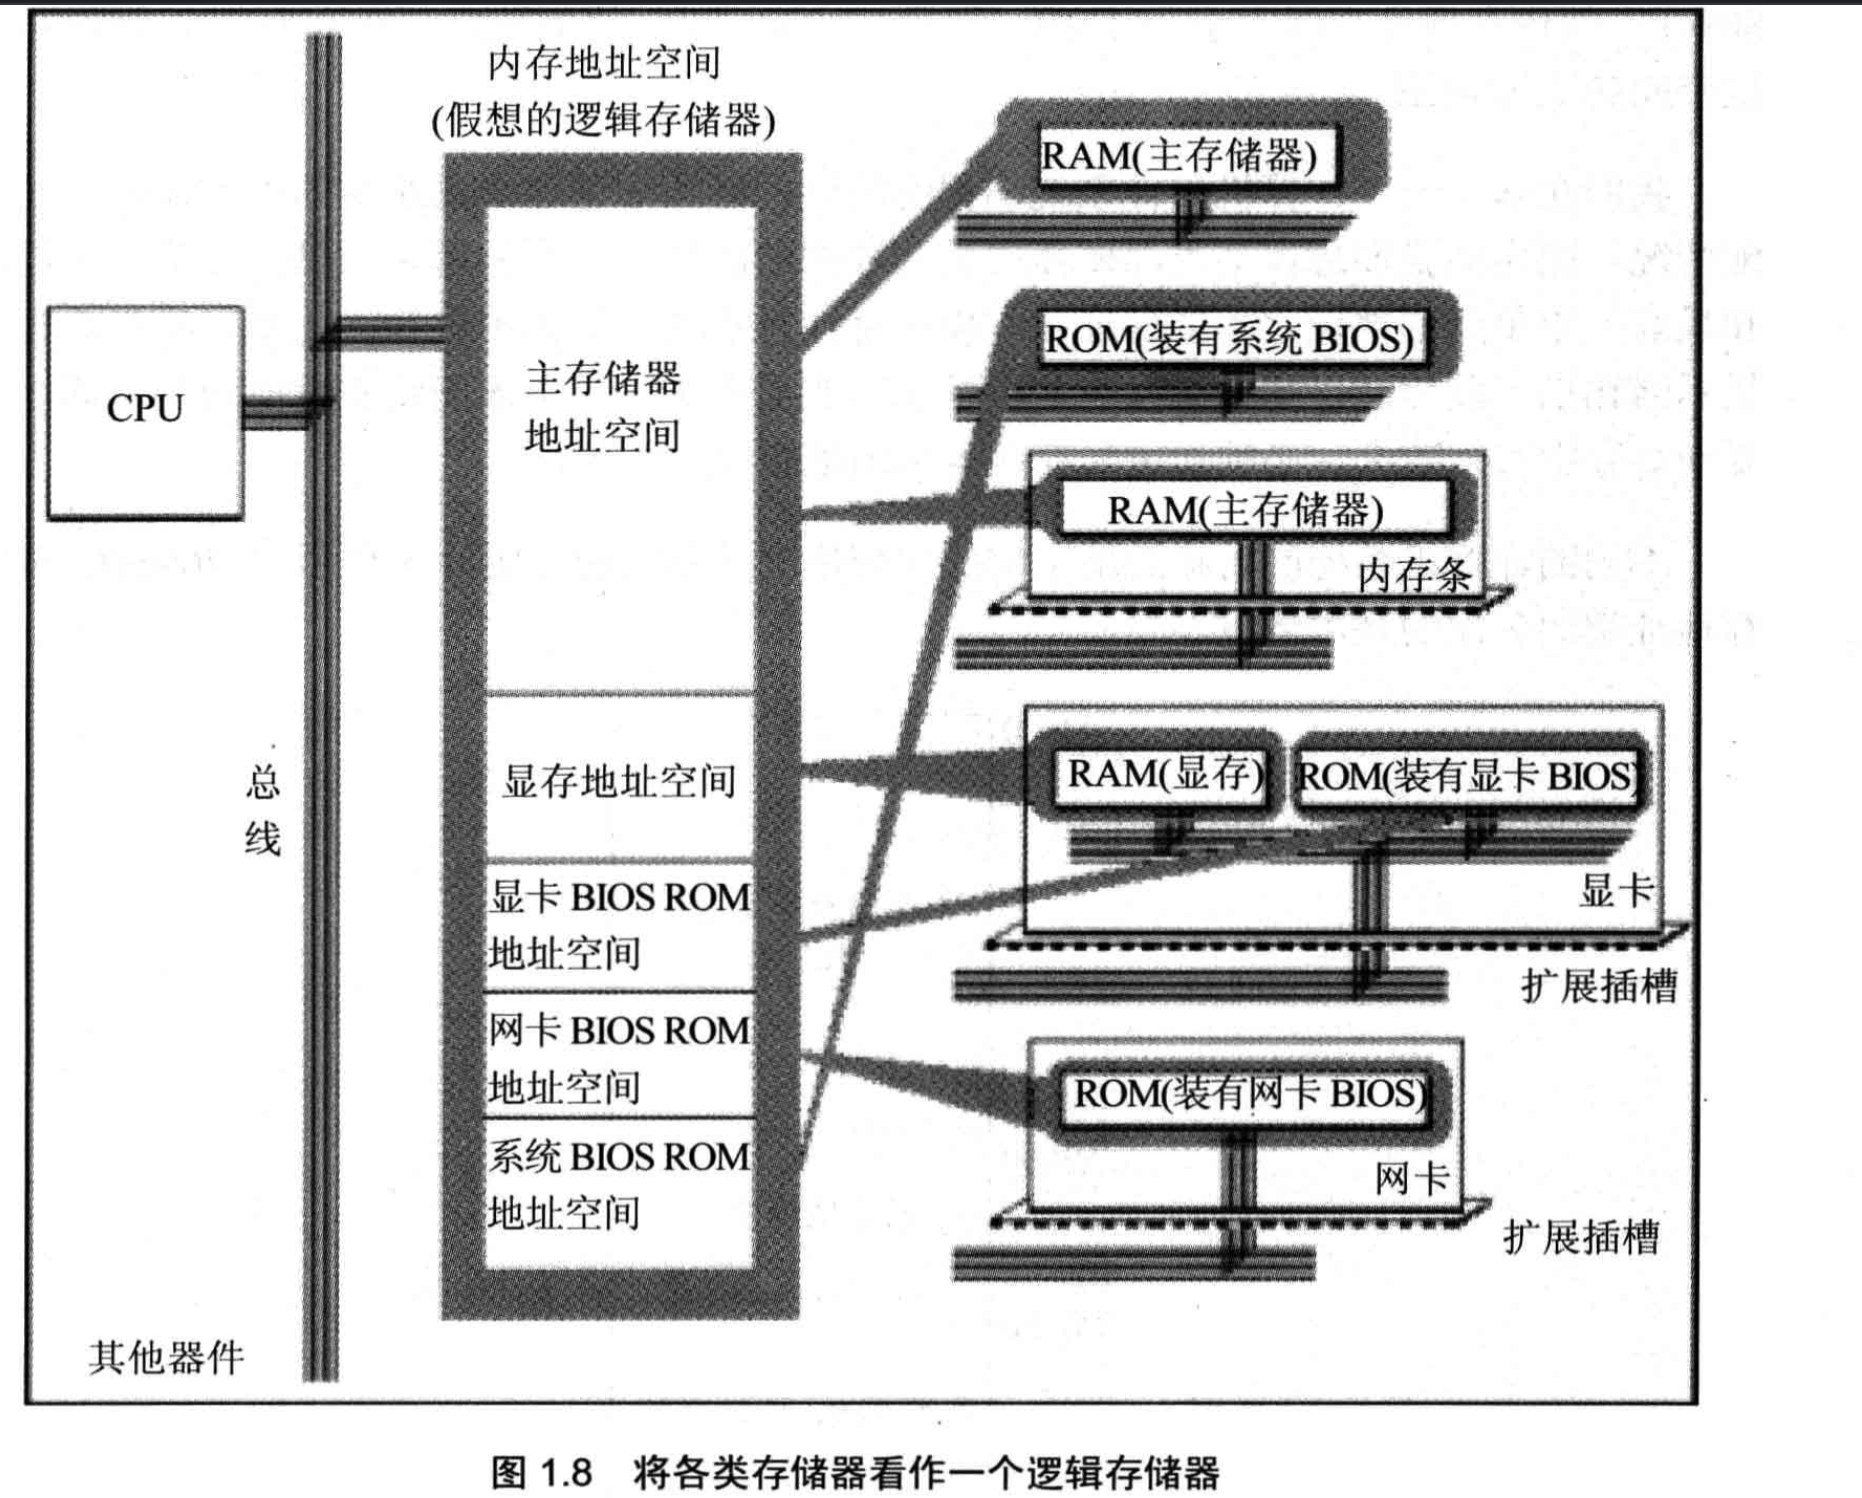 内存地址空间
(假想的逻辑存储器)
CPU
总
线
其他器件
主存储器
地址空间
显存地址空间
显卡 BIOS ROM
地址空间
网卡 BIOS ROM
地址空间
系统 BIOS ROM
地址空间
RAM(主存储器)
ROM(装有系统 BIOS)
RAM(主存储器)
内存条
RAM(显存)
ROM(装有显卡 BIOS)
显卡
扩展插槽
ROM(装有网卡 BIOS)
网卡
扩展插槽
图 1.8 将各类存储器看作一个逻辑存储器